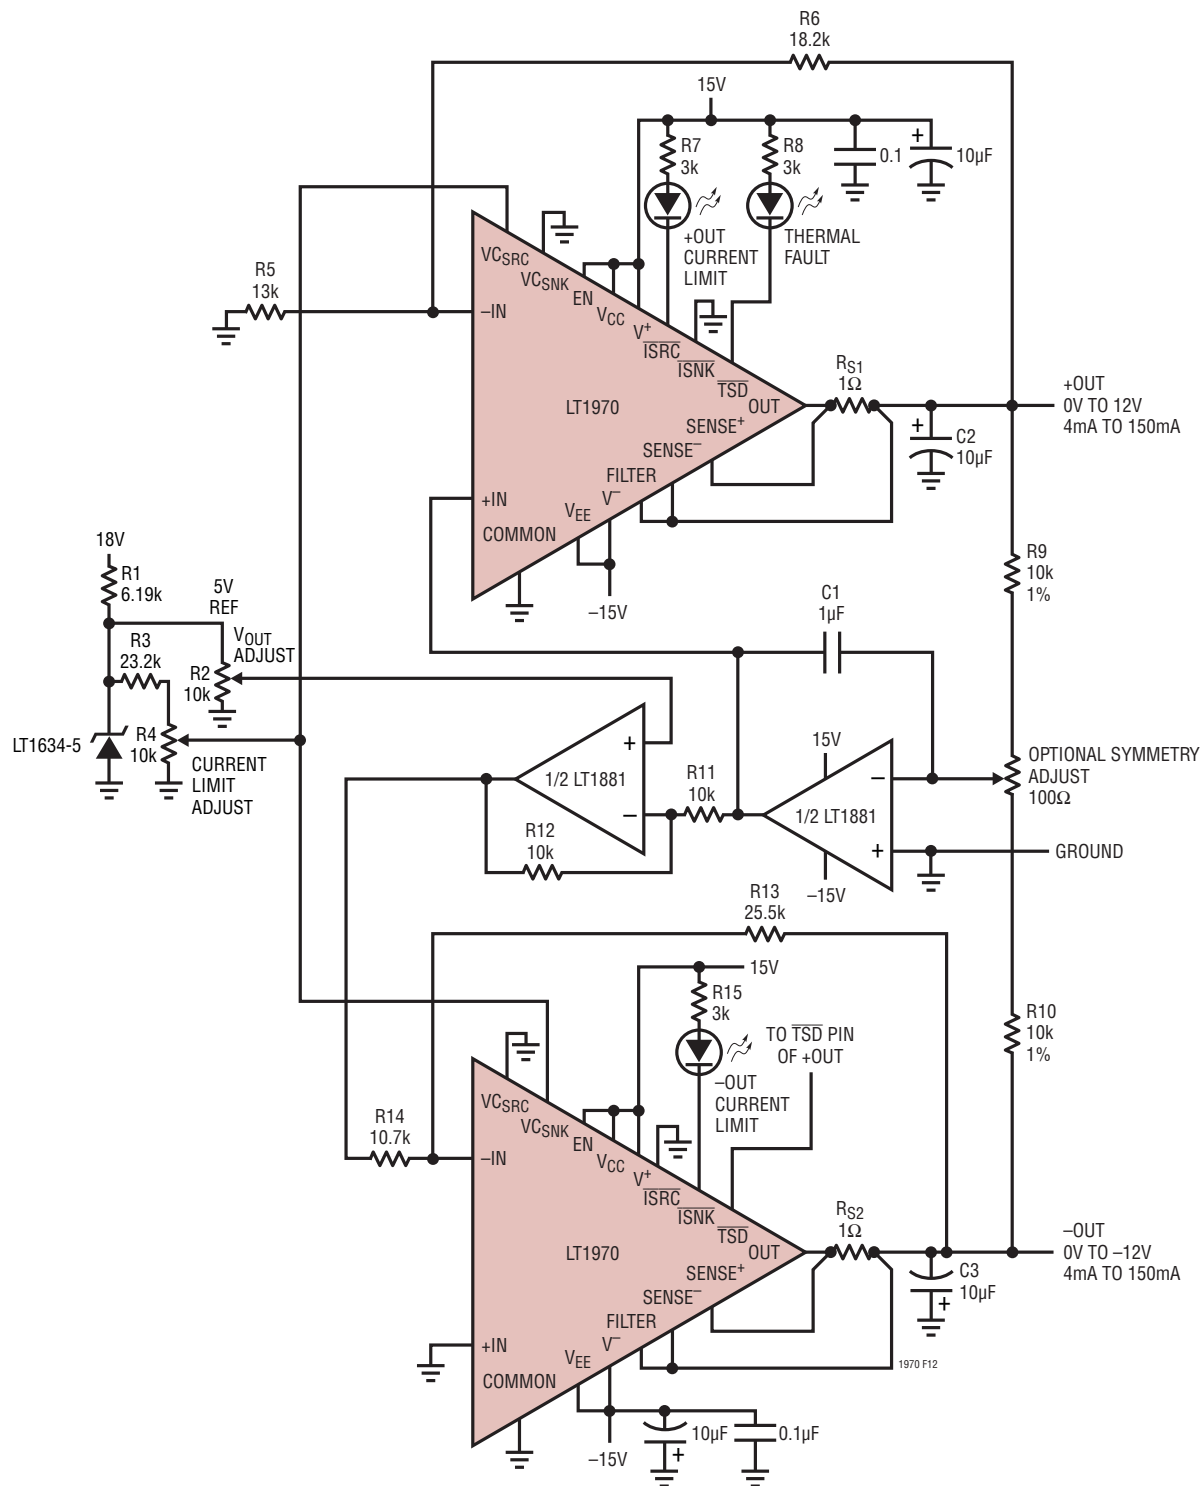 R6
18.2k
15V
R7
3k
R8
3k
0.1
+
10µF
+OUT
CURRENT
LIMIT
THERMAL
FAULT
VCSRC
VCSNK
EN
VCC
V+
ISRC
ISNK
TSD
OUT
SENSE+
SENSE–
FILTER
V–
VEE
COMMON
–IN
+IN
LT1970
R5
13k
RS1
1Ω
+
C2
10µF
+OUT
0V TO 12V
4mA TO 150mA
–15V
18V
R1
6.19k
5V
REF
R3
23.2k
VOUT
ADJUST
R2
10k
R4
10k
LT1634-5
CURRENT
LIMIT
ADJUST
C1
1µF
R9
10k
1%
+
–
1/2 LT1881
R11
10k
R12
10k
15V
–
+
1/2 LT1881
–15V
OPTIONAL SYMMETRY
ADJUST
100Ω
GROUND
R13
25.5k
15V
R15
3k
TO TSD PIN
OF +OUT
–OUT
CURRENT
LIMIT
R10
10k
1%
R14
10.7k
VCSRC
VCSNK
EN
VCC
V+
ISRC
ISNK
TSD
OUT
SENSE+
SENSE–
FILTER
V–
VEE
COMMON
–IN
+IN
LT1970
RS2
1Ω
C3
10µF
+
–OUT
0V TO –12V
4mA TO 150mA
1970 F12
–15V
10µF
+
0.1µF